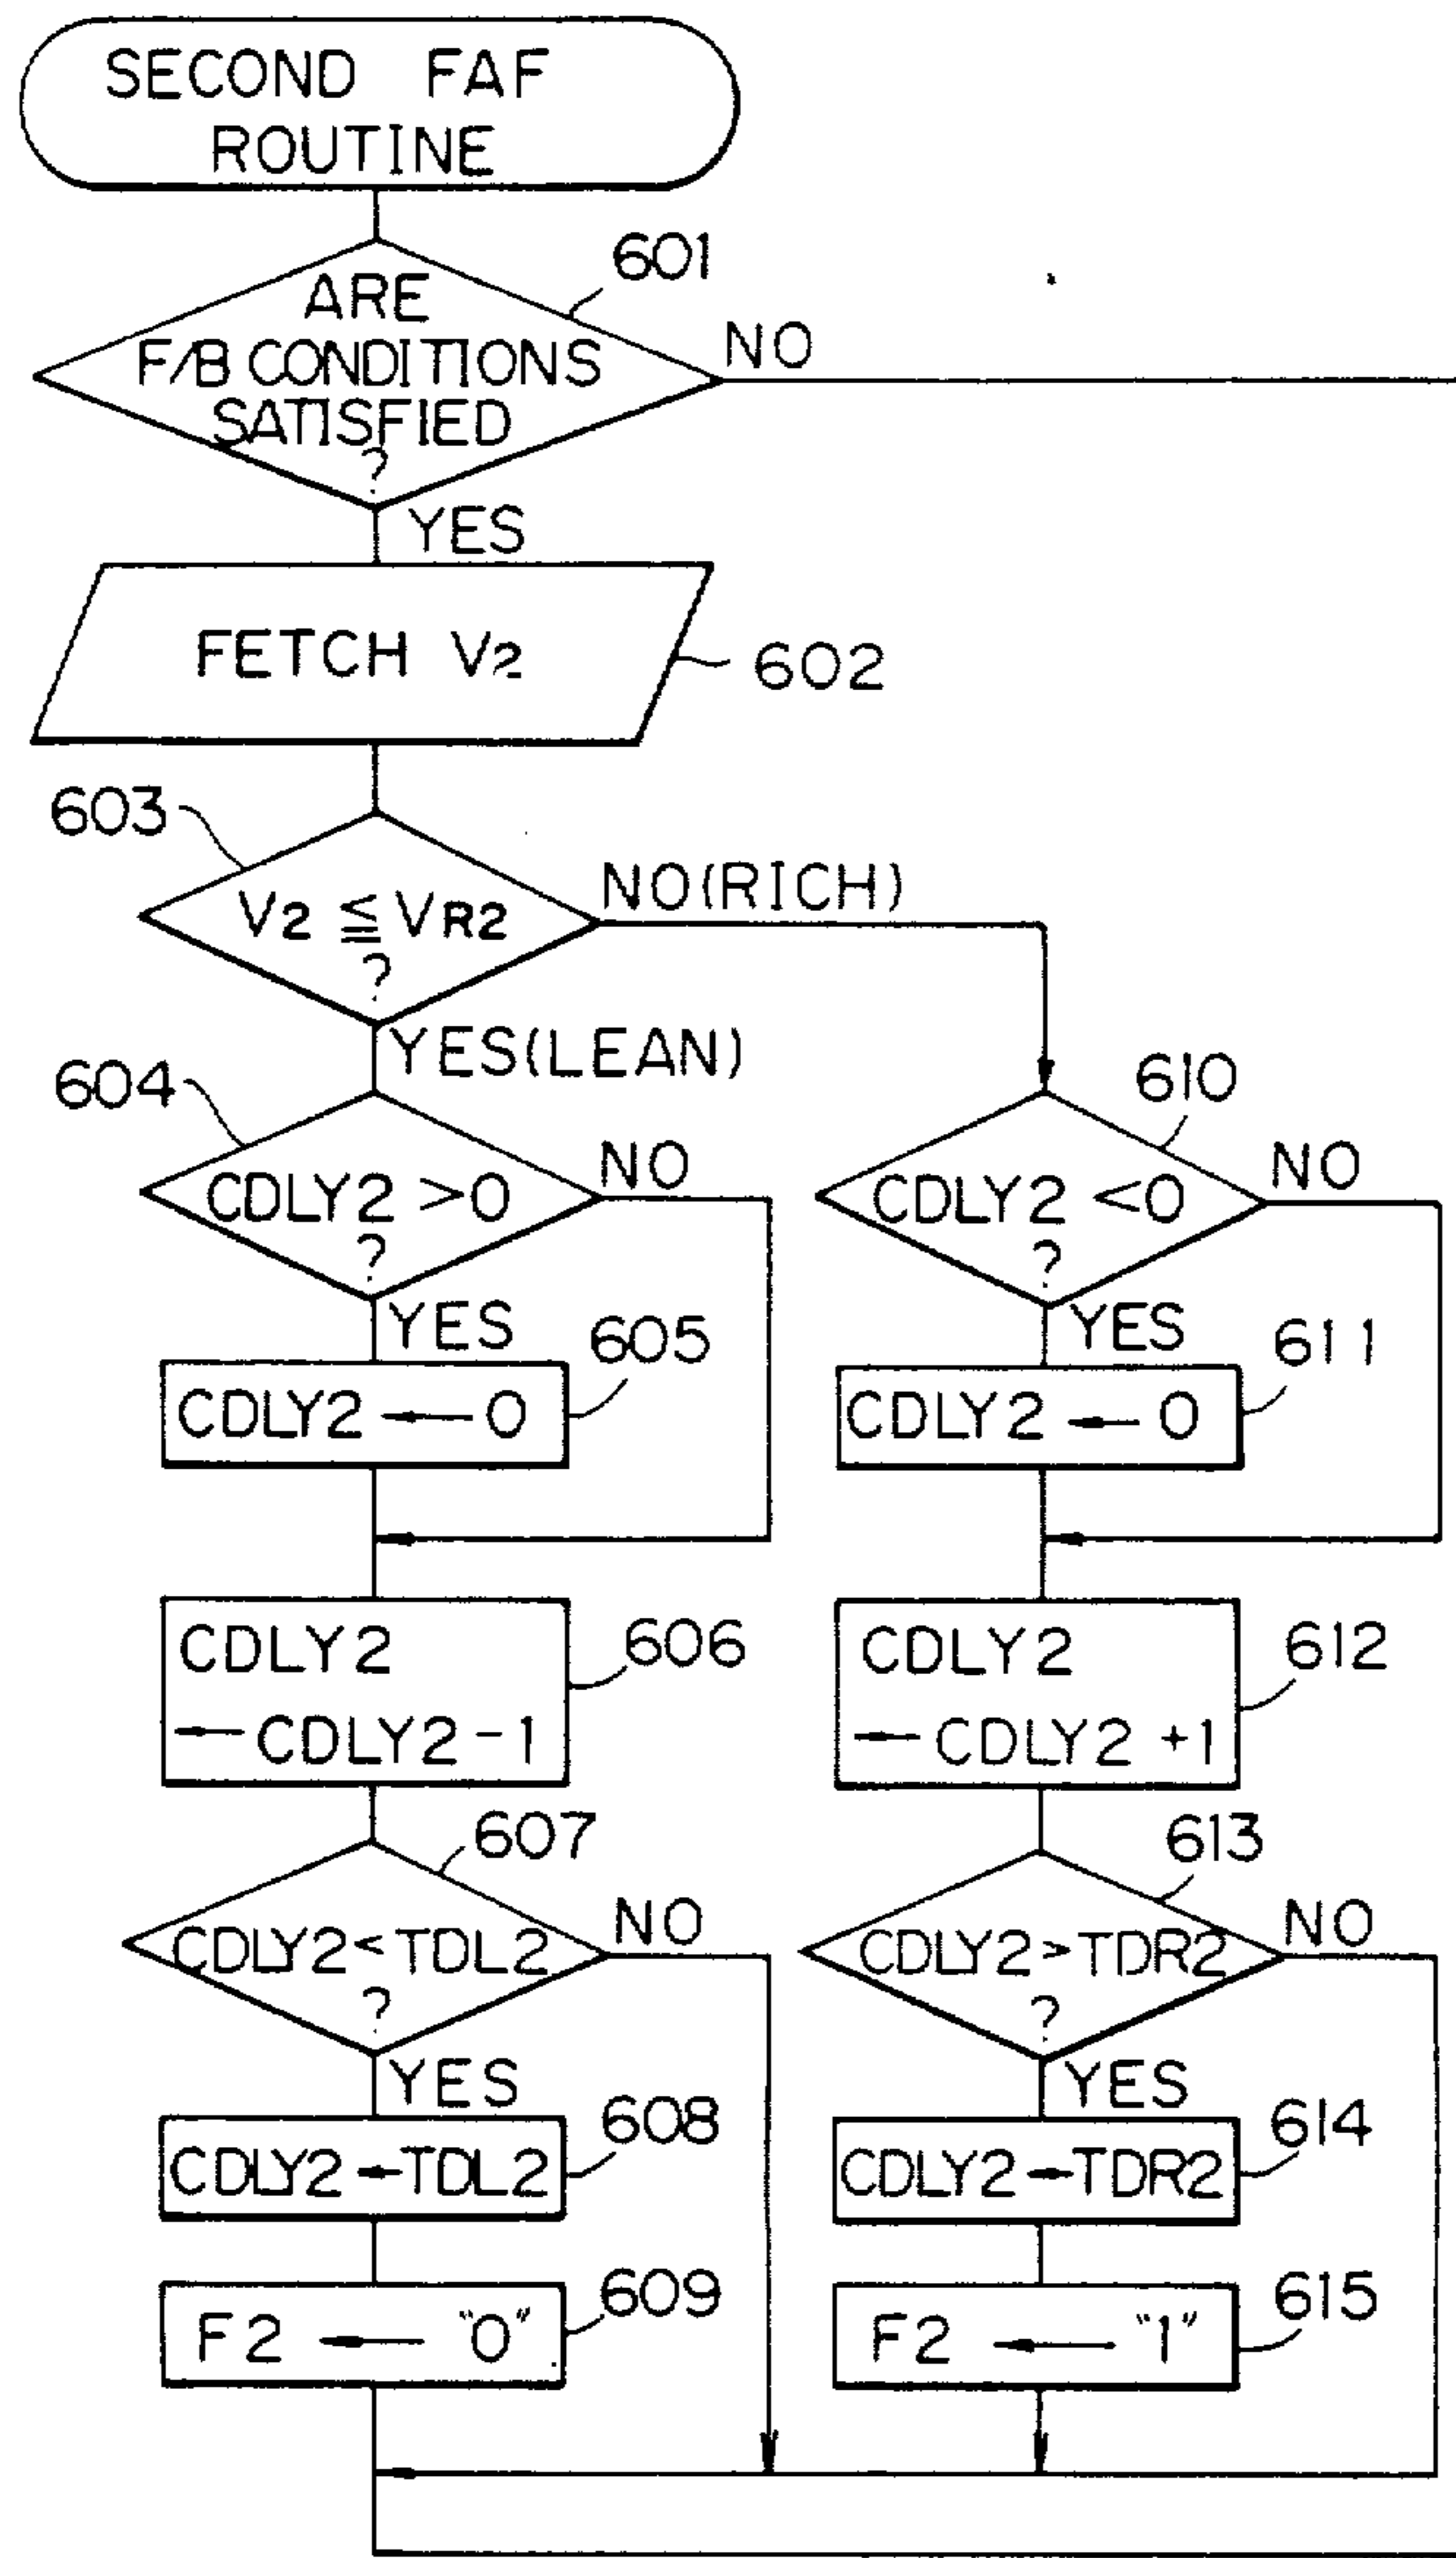 SECOND FAF
ROUTINE
601
ARE
F/B CONDITIONS
SATISFIED
?
NO
YES
FETCH V2
602
603
V2 ≦ VR2
?
NO(RICH)
YES(LEAN)
604
CDLY2 >0
?
NO
YES
610
CDLY2 <0
?
NO
YES
605
CDLY2 ← 0
611
CDLY2 ← 0
606
CDLY2
← CDLY2 -1
612
CDLY2
← CDLY2 +1
607
CDLY2< TDL2
?
NO
YES
613
CDLY2>TDR2
?
NO
YES
608
CDLY2 ←TDL2
614
CDLY2 ←TDR2
609
F2 ← "0"
615
F2 ← "1"